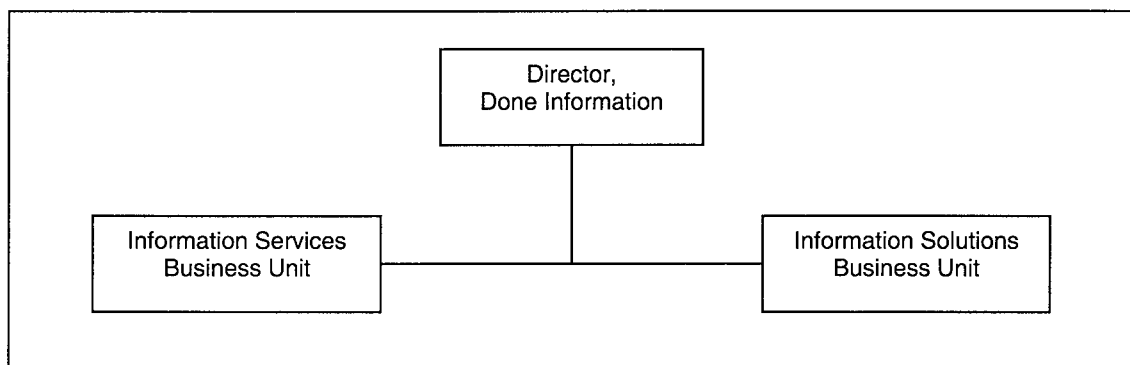 Director,
Done Information
Information Services
Business Unit
Information Solutions
Business Unit